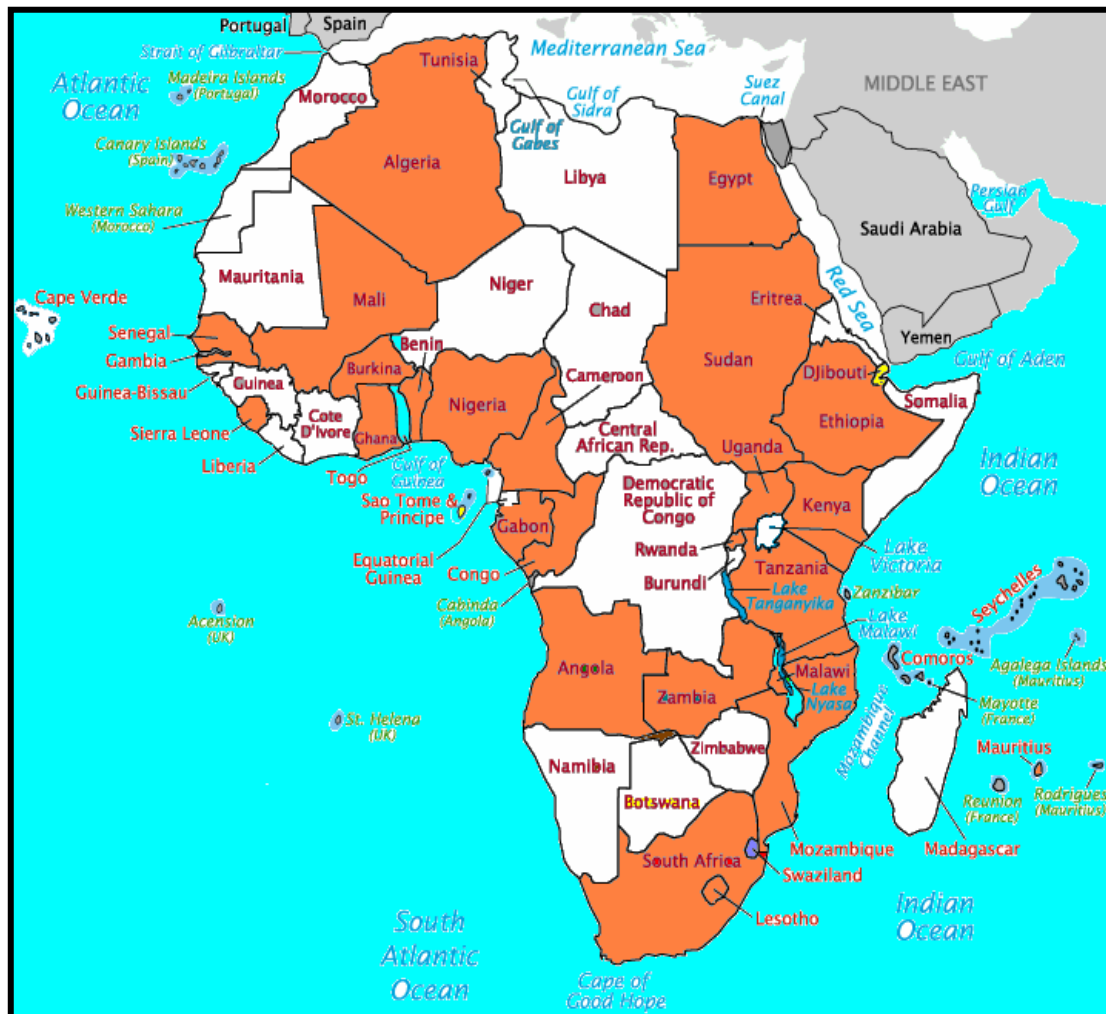 Portugal
Spain
Strait of Gilbraltar
Mediterranean Sea
Atlantic
Ocean
Madeira Islands
(Portugal)
Tunisia
Morocco
Gulf of
Sidra
Suez
Canal
MIDDLE EAST
Gulf of
Gabes
Canary Islands
(Spain)
Algeria
Libya
Egypt
Persian
Gulf
Western Sahara
(Morocco)
Saudi Arabia
Mauritania
Niger
Mali
Chad
Red Sea
Eritrea
Cape Verde
Senegal
Gambia
Guinea-Bissau
Benin
Burkina
Sudan
Yemen
Gulf of Aden
DJibouti
Guinea
Cameroon
Nigeria
Somalia
Cote
D'Ivore
Ethiopia
Sierra Leone
Ghana
Central
African Rep.
Liberia
Togo
Gulf of
Guinea
Uganda
Indian
Ocean
Democratic
Republic of
Congo
Sao Tome &
Principe
Gabon
Kenya
Equatorial
Guinea
Congo
Rwanda
Burundi
Tanzania
Lake
Victoria
Lake
Tanganyika
Zanzibar
Seychelles
Cabinda
(Angola)
Acension
(UK)
Lake
Malawi
Comoros
Agalega Islands
(Mauritius)
Angola
Malawi
Zambia
Lake
Nyasa
Mayotte
(France)
St. Helena
(UK)
Mozambique
Channel
Zimbabwe
Mauritius
Namibia
Botswana
Reunion
(France)
Rodrigues
(Mauritius)
Mozambique
Madagascar
South Africa
Swaziland
Lesotho
Indian
Ocean
South
Atlantic
Ocean
Cape of
Good Hope